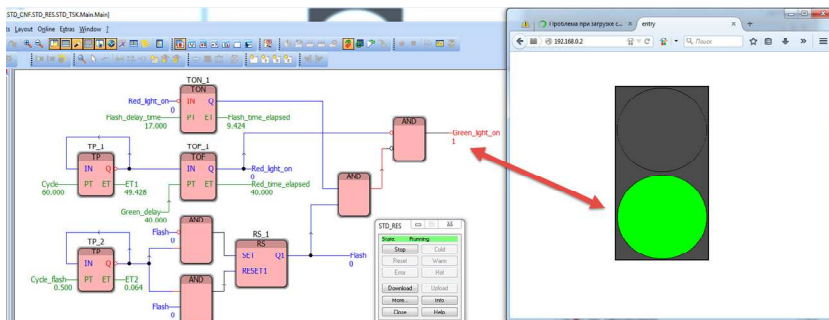 STD_CNF.STD_RES.STD_TSK.Main.Main]
Layout Online Extras Window ?
TON_1
TON
Red_light_on
0
IN Q
Flash_delay_time
17.000
PT ET
Flash_time_elapsed
9.424
TP_1
TP
IN Q
Cycle
60.000
PT ET
ET1
49.428
TOF_1
TOF
IN Q
Red_light_on
0
PT ET
Red_time_elapsed
40.000
Green_delay
40.000
AND
Green_light_on
1
AND
TP_2
TP
IN Q
Cycle_flash
0.500
PT ET
ET2
0.064
AND
Flash
0
AND
Flash
0
RS_1
RS
SET Q1
RESET1
Flash
0
STD_RES
State: Running
Stop Cold
Reset Warm
Error Hot
Download Upload
More... Info
Close Help
Проблема при загрузке с...
entry
192.168.0.2
Поиск